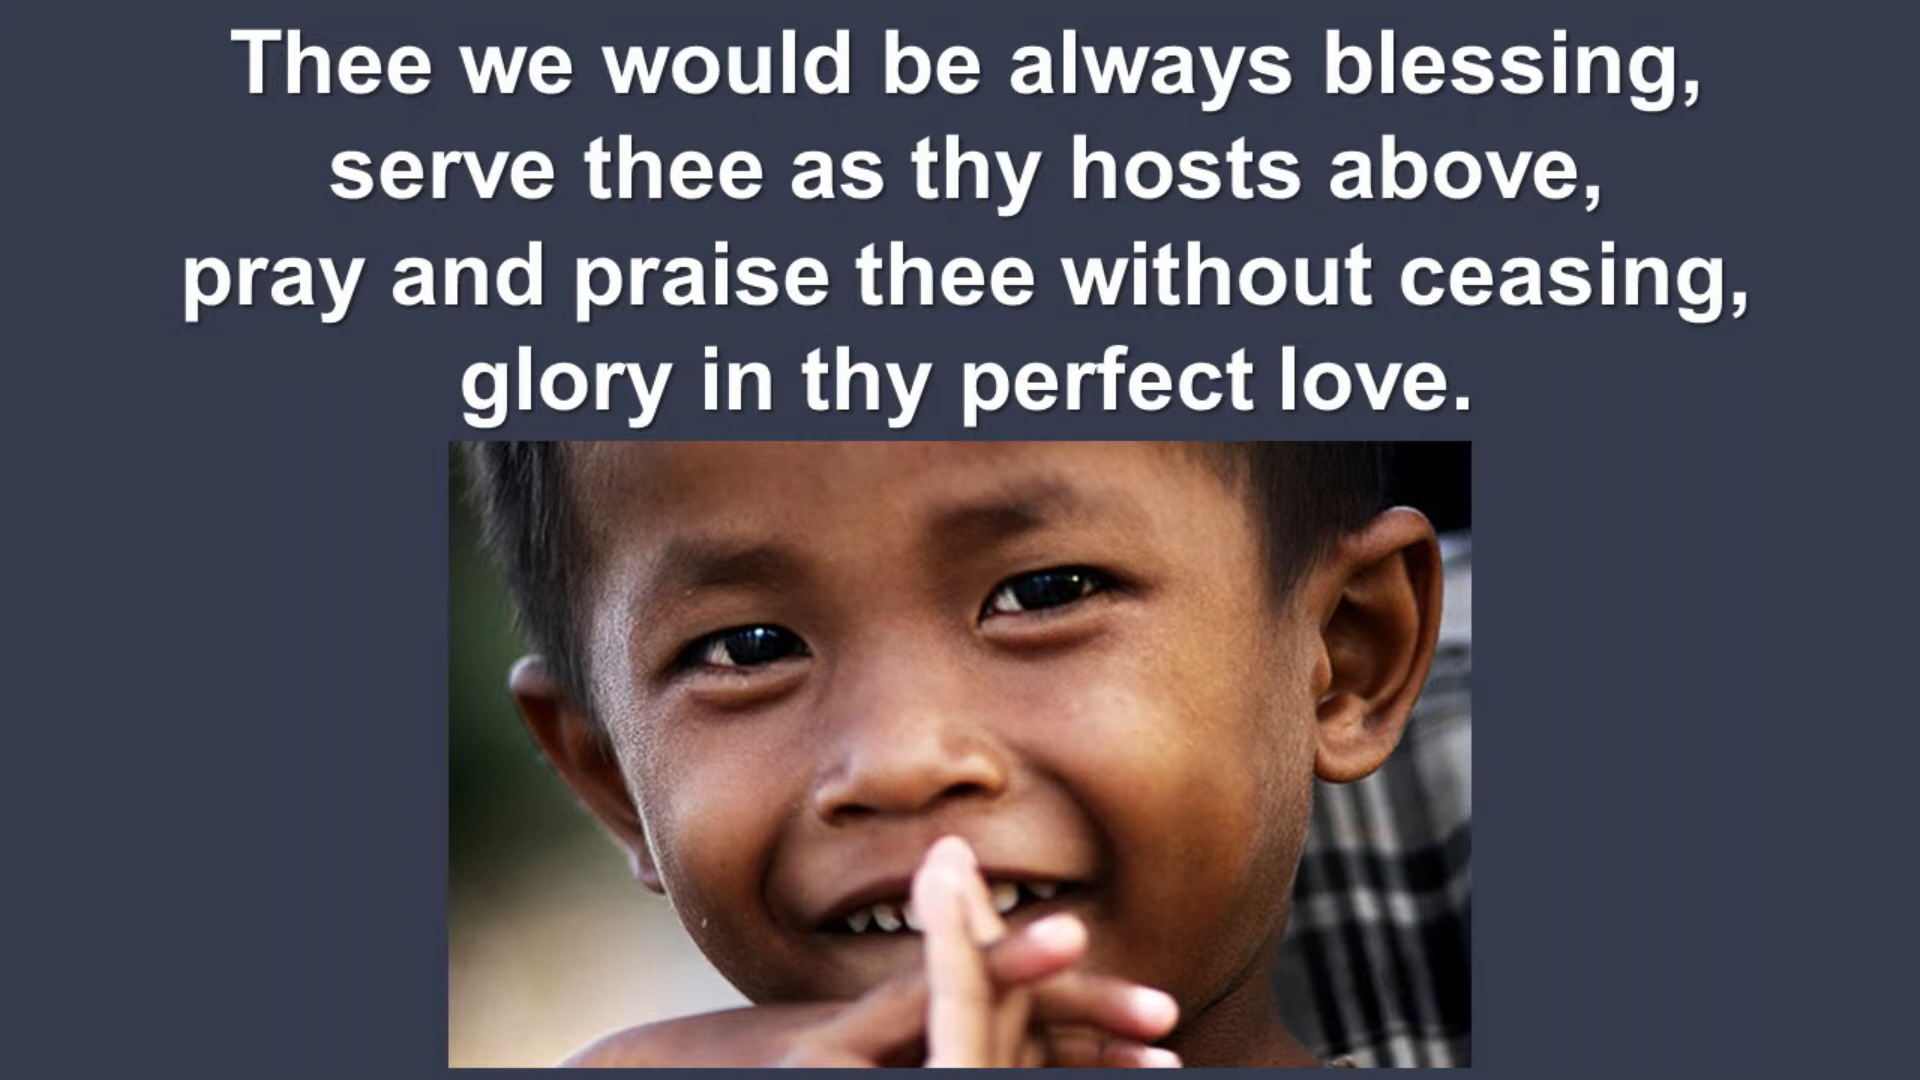 Thee we would be always blessing,
serve thee as thy hosts above,
pray and praise thee without ceasing,
glory in thy perfect love.